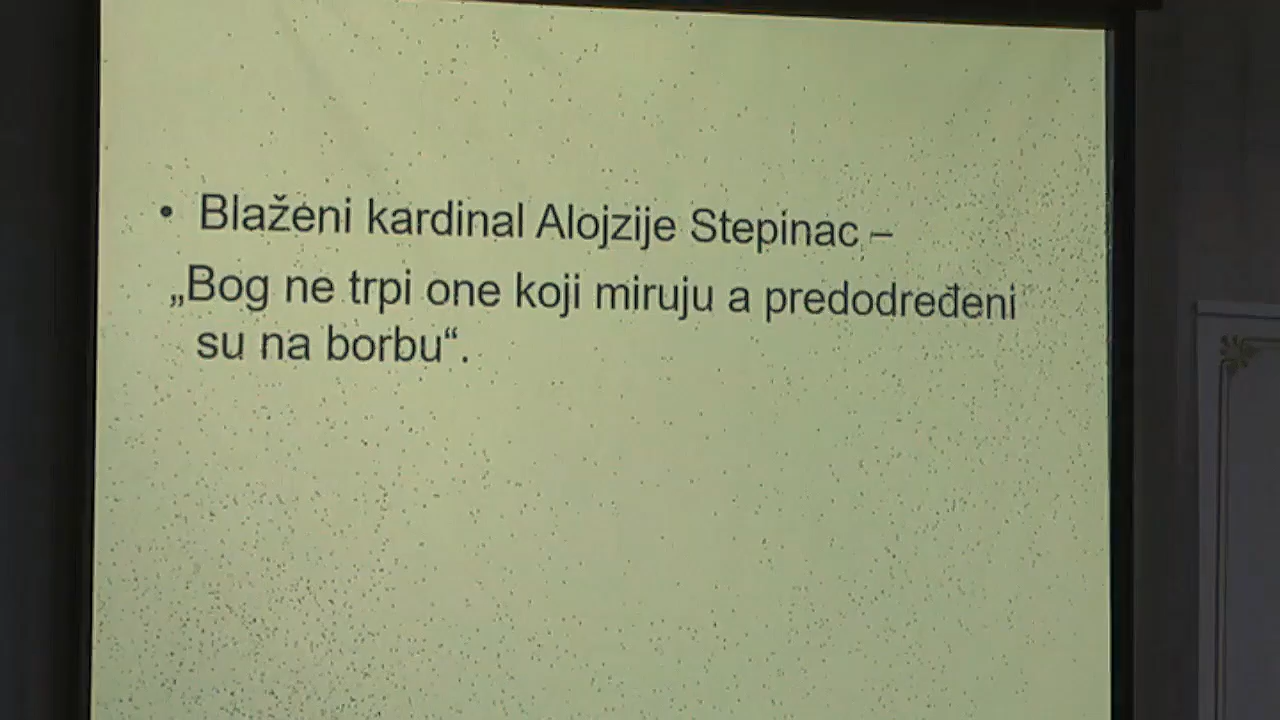 • Blaženi kardinal Alojzije Stepinac –
„Bog ne trpi one koji miruju a predodređeni
su na borbu“.